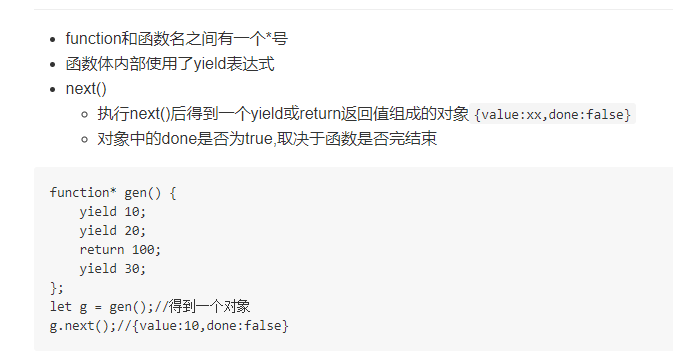 function和函数名之间有一个*号
函数体内部使用了yield表达式
next()
执行next()后得到一个yield或return返回值组成的对象{value:xx,done:false}
对象中的done是否为true,取决于函数是否完结束
function* gen() {
    yield 10;
    yield 20;
    return 100;
    yield 30;
};
let g = gen();//得到一个对象
g.next();//{value:10,done:false}